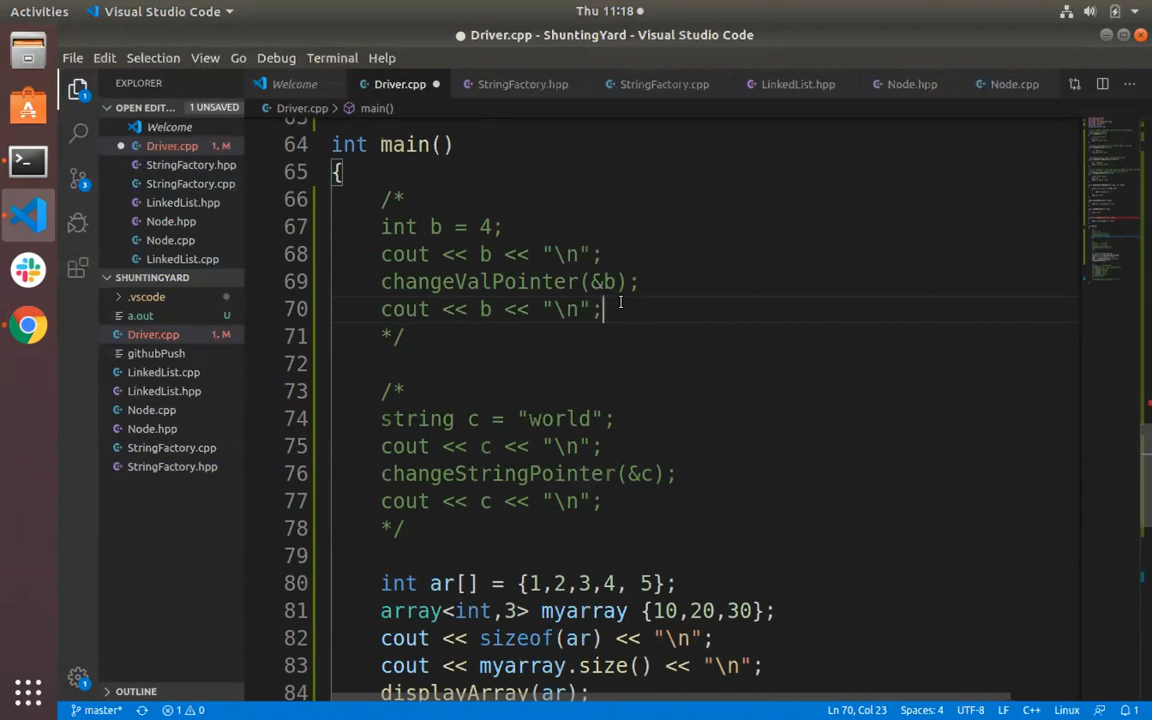 Activities Visual Studio Code Thu 11:18
Driver.cpp - ShuntingYard - Visual Studio Code
File Edit Selection View Go Debug Terminal Help
EXPLORER Welcome Driver.cpp StringFactory.hpp StringFactory.cpp LinkedList.hpp Node.hpp Node.cpp
OPEN EDIT... 1 UNSAVED Driver.cpp > main()
Welcome
Driver.cpp 1, M
StringFactory.hpp
StringFactory.cpp
LinkedList.hpp
Node.hpp
Node.cpp
LinkedList.cpp
SHUNTINGYARD
.vscode
a.out
Driver.cpp 1, M
githubPush
LinkedList.cpp
LinkedList.hpp
Node.cpp
Node.hpp
StringFactory.cpp
StringFactory.hpp
OUTLINE
63
64 int main()
65 {
66 /*
67 int b = 4;
68 cout << b << "\n";
69 changeValPointer(&b);
70 cout << b << "\n";
71 */
72
73 /*
74 string c = "world";
75 cout << c << "\n";
76 changeStringPointer(&c);
77 cout << c << "\n";
78 */
79
80 int ar[] = {1,2,3,4, 5};
81 array<int,3> myarray {10,20,30};
82 cout << sizeof(ar) << "\n";
83 cout << myarray.size() << "\n";
84 displayArray(ar);
master* 1 0 Ln 70, Col 23 Spaces: 4 UTF-8 LF C++ Linux 1